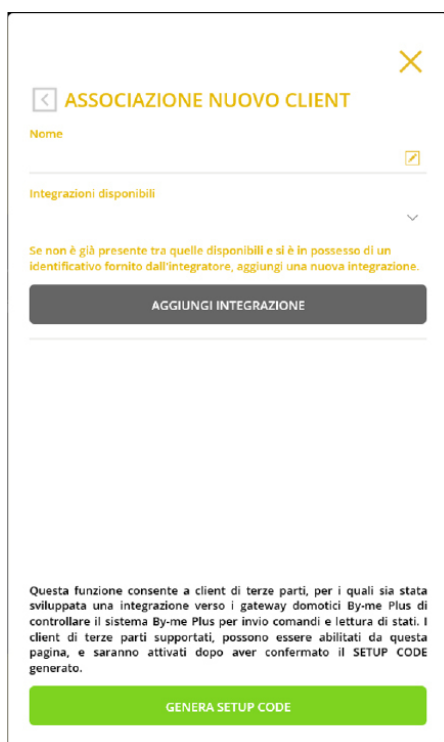 ASSOCIAZIONE NUOVO CLIENT
Nome
Integrazioni disponibili
Se non è già presente tra quelle disponibili e si è in possesso di un
identificativo fornito dall'integratore, aggiungi una nuova integrazione.
AGGIUNGI INTEGRAZIONE
Questa funzione consente a client di terze parti, per i quali sia stata
sviluppata una integrazione verso i gateway domotici By-me Plus di
controllare il sistema By-me Plus per invio comandi e lettura di stati. I
client di terze parti supportati, possono essere abilitati da questa
pagina, e saranno attivati dopo aver confermato il SETUP CODE
generato.
GENERA SETUP CODE